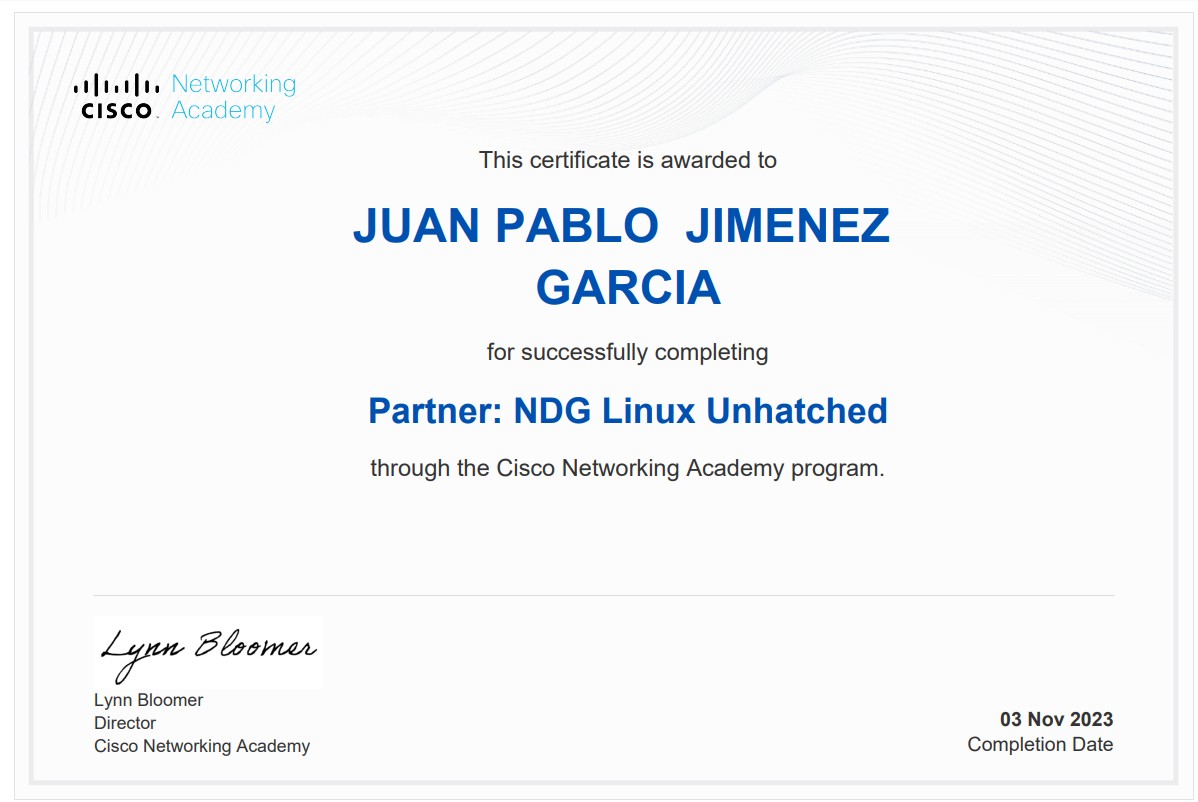 Networking
CISCO. Academy
This certificate is awarded to
JUAN PABLO  JIMENEZ
GARCIA
for successfully completing
Partner: NDG Linux Unhatched
through the Cisco Networking Academy program.
Lynn Bloomer
Lynn Bloomer
Director
Cisco Networking Academy
03 Nov 2023
Completion Date